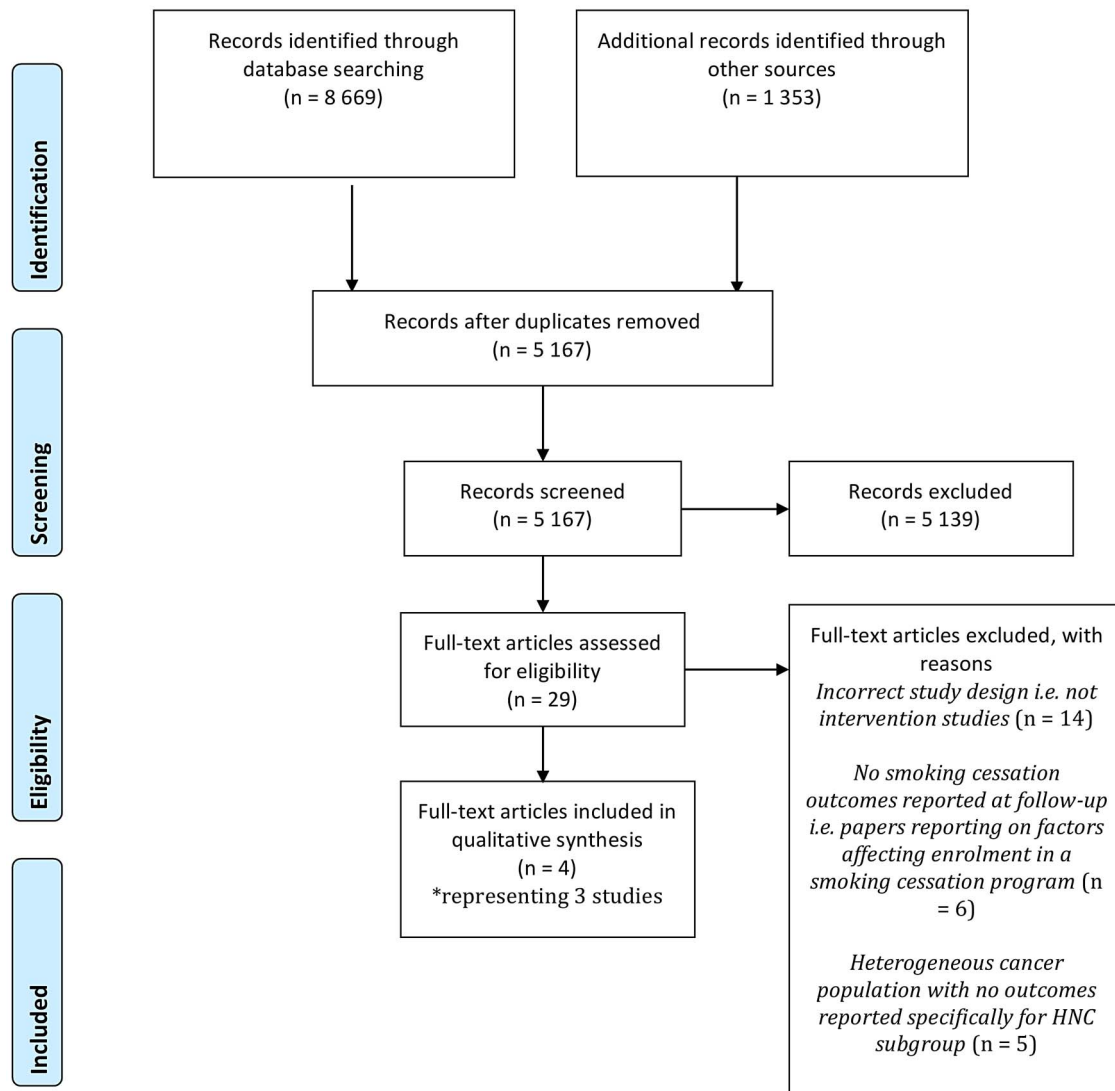 Identification
Records identified through
database searching
(n = 8 669)
Additional records identified through
other sources
(n = 1 353)
Records after duplicates removed
(n = 5 167)
Screening
Records screened
(n = 5 167)
Records excluded
(n = 5 139)
Eligibility
Full-text articles assessed
for eligibility
(n = 29)
Full-text articles excluded, with
reasons
Incorrect study design i.e. not
intervention studies (n = 14)
No smoking cessation
outcomes reported at follow-up
i.e. papers reporting on factors
affecting enrolment in a
smoking cessation program (n
= 6)
Heterogeneous cancer
population with no outcomes
reported specifically for HNC
subgroup (n = 5)
Included
Full-text articles included in
qualitative synthesis
(n = 4)
*representing 3 studies